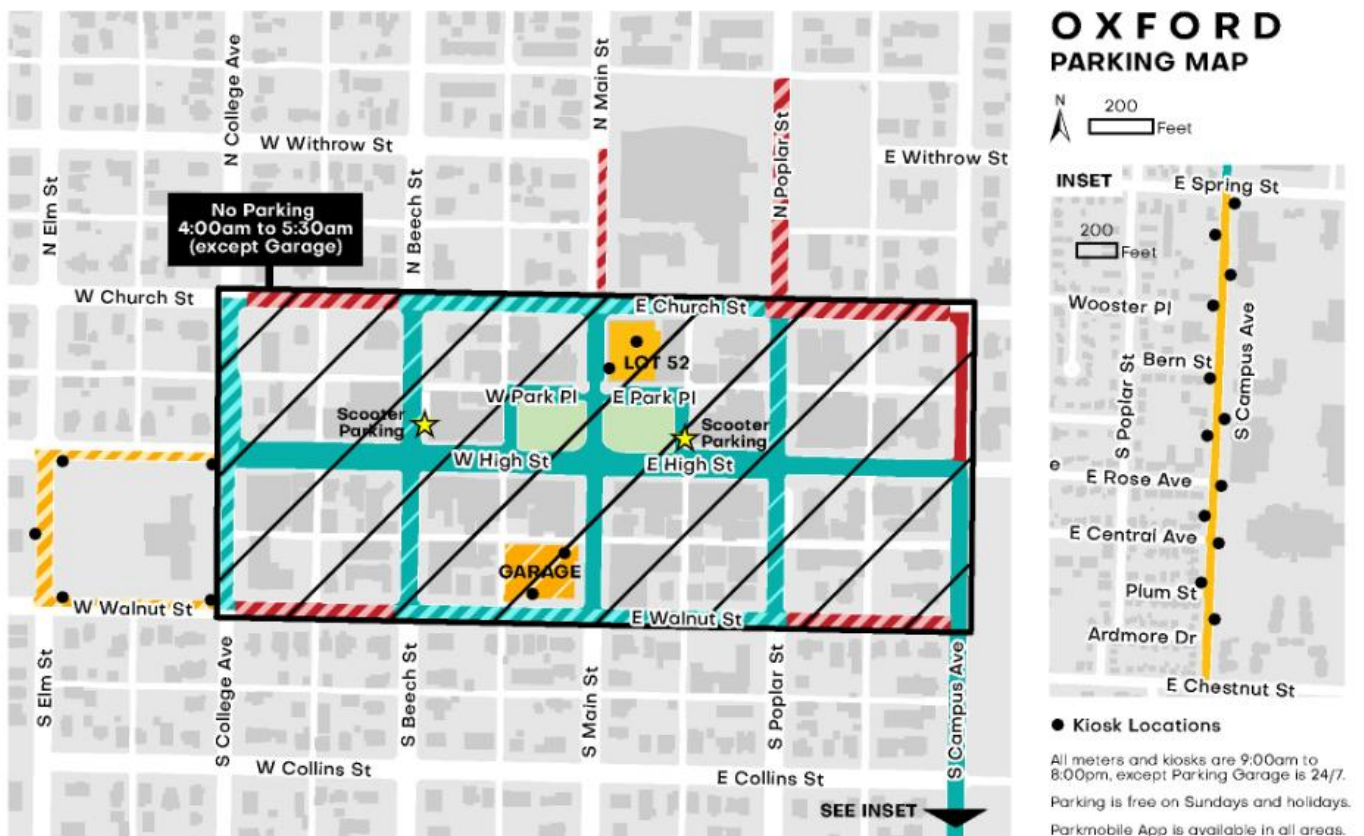 OXFORD
PARKING MAP
N
200
Feet
N College Ave
N Main St
N Poplar St
W Withrow St
E Withrow St
N Elm St
N Beech St
No Parking
4:00am to 5:30am
(except Garage)
W Church St
E Church St
LOT 52
W Park Pl
E Park Pl
Scooter
Parking
Scooter
Parking
W High St
E High St
GARAGE
W Walnut St
E Walnut St
S Elm St
S College Ave
S Beech St
S Main St
S Poplar St
S Campus Ave
W Collins St
E Collins St
SEE INSET
INSET
200
Feet
E Spring St
Wooster Pl
Bern St
S Campus Ave
S Poplar St
e
E Rose Ave
E Central Ave
Plum St
Ardmore Dr
E Chestnut St
Kiosk Locations
All meters and kiosks are 9:00am to
8:00pm, except Parking Garage is 24/7.
Parking is free on Sundays and holidays.
Parkmobile App is available in all areas.